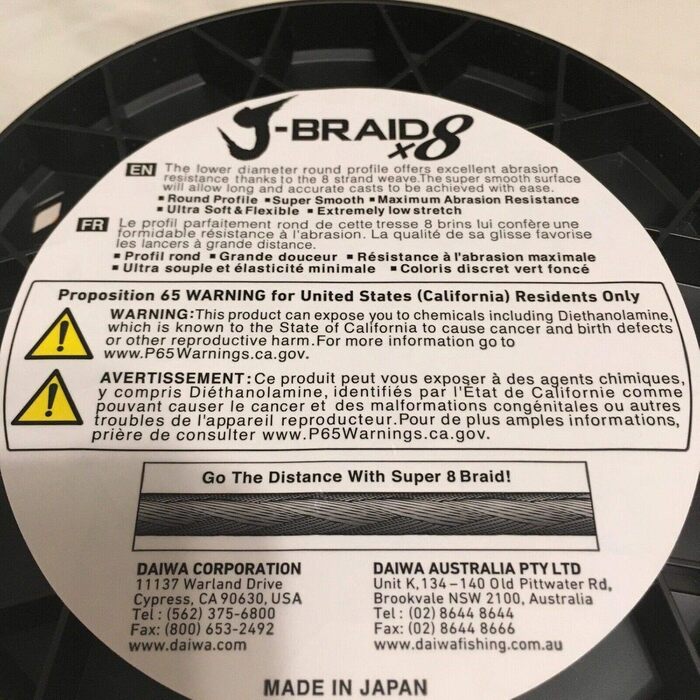 J-BRAID x8
EN The lower diameter round profile offers excellent abrasion
resistance thanks to the 8 strand weave.The super smooth surface
will allow long and accurate casts to be achieved with ease.
▪Round Profile ▪Super Smooth ▪Maximum Abrasion Resistance
▪Ultra Soft & Flexible ▪Extremely low stretch
FR Le profil parfaitement rond de cette tresse 8 brins lui confère une
formidable résistance à l'abrasion. La qualité de sa glisse favorise
les lancers à grande distance.
▪Profil rond ▪Grande douceur ▪Résistance à l'abrasion maximale
▪Ultra souple et élasticité minimale ▪Coloris discret vert foncé
Proposition 65 WARNING for United States (California) Residents Only
WARNING:This product can expose you to chemicals including Diethanolamine,
which is known to the State of California to cause cancer and birth defects
or other reproductive harm.For more information go to
www.P65Warnings.ca.gov.
AVERTISSEMENT:Ce produit peut vous exposer à des agents chimiques,
y compris Diéthanolamine, identifiés par l'État de Californie comme
pouvant causer le cancer et des malformations congénitales ou autres
troubles de l'appareil reproducteur.Pour de plus amples informations,
prière de consulter www.P65Warnings.ca.gov.
Go The Distance With Super 8 Braid!
DAIWA CORPORATION
11137 Warland Drive
Cypress, CA 90630, USA
Tel : (562) 375-6800
Fax: (800) 653-2492
www.daiwa.com
DAIWA AUSTRALIA PTY LTD
Unit K, 134–140 Old Pittwater Rd,
Brookvale NSW 2100, Australia
Tel : (02) 8644 8644
Fax: (02) 8644 8666
www.daiwafishing.com.au
MADE IN JAPAN